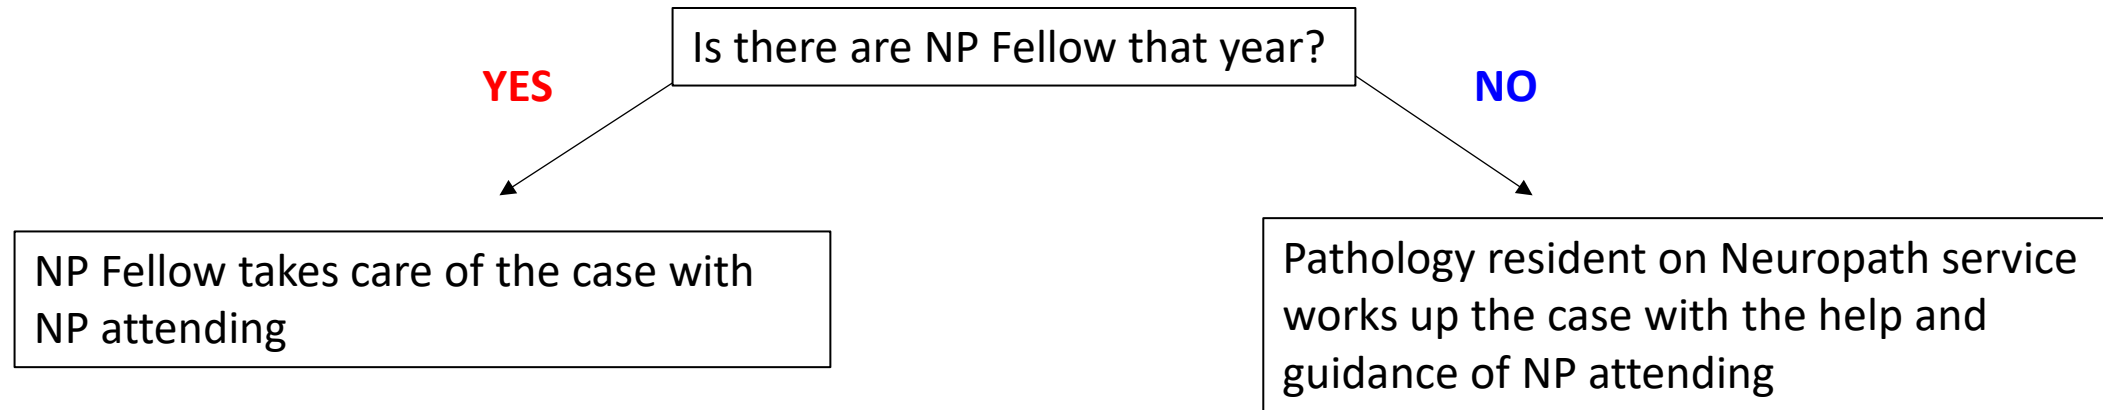 Is there are NP Fellow that year?
YES
NO
NP Fellow takes care of the case with
NP attending
Pathology resident on Neuropath service
works up the case with the help and
guidance of NP attending